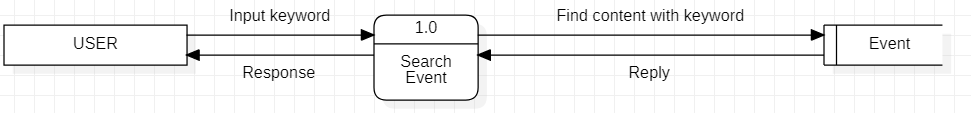 Input keyword
Find content with keyword
1.0
USER
Event
Search
Event
Response
Reply